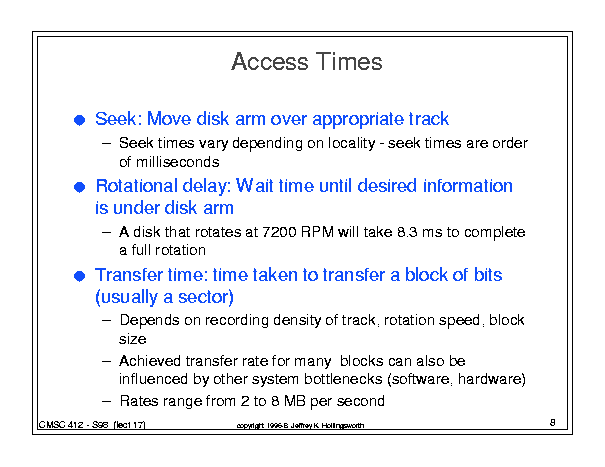 Access Times
● Seek: Move disk arm over appropriate track
– Seek times vary depending on locality - seek times are order
of milliseconds
● Rotational delay: Wait time until desired information
is under disk arm
– A disk that rotates at 7200 RPM will take 8.3 ms to complete
a full rotation
● Transfer time: time taken to transfer a block of bits
(usually a sector)
– Depends on recording density of track, rotation speed, block
size
– Achieved transfer rate for many blocks can also be
influenced by other system bottlenecks (software, hardware)
– Rates range from 2 to 8 MB per second
CMSC 412 - S98 (lect 17)
copyright 1996-8 Jeffrey K. Hollingsworth
8